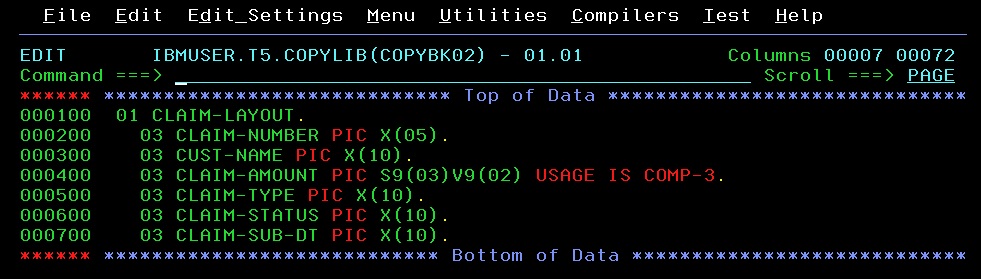 File Edit Edit_Settings Menu Utilities Compilers Test Help
EDIT IBMUSER.T5.COPYLIB(COPYBK02) - 01.01 Columns 00007 00072
Command ===> _ Scroll ===> PAGE
****** ***************************** Top of Data ******************************
000100 01 CLAIM-LAYOUT.
000200 03 CLAIM-NUMBER PIC X(05).
000300 03 CUST-NAME PIC X(10).
000400 03 CLAIM-AMOUNT PIC S9(03)V9(02) USAGE IS COMP-3.
000500 03 CLAIM-TYPE PIC X(10).
000600 03 CLAIM-STATUS PIC X(10).
000700 03 CLAIM-SUB-DT PIC X(10).
****** **************************** Bottom of Data ****************************